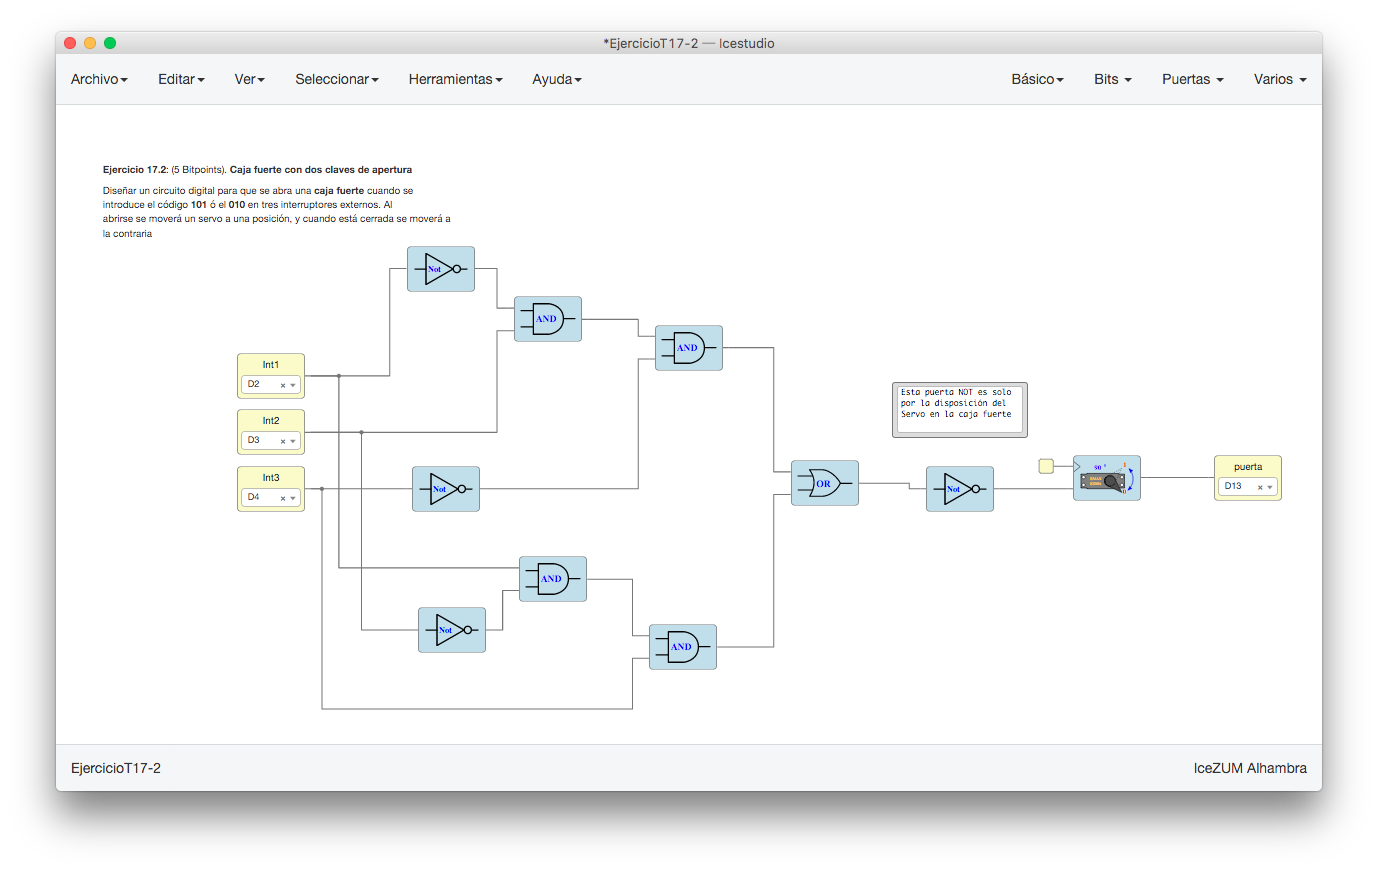 *EjercicioT17-2 — Icestudio
Archivo Editar Ver Seleccionar Herramientas Ayuda Básico Bits Puertas Varios
Ejercicio 17.2: (5 Bitpoints). Caja fuerte con dos claves de apertura
Diseñar un circuito digital para que se abra una caja fuerte cuando se
introduce el código 101 ó el 010 en tres interruptores externos. Al
abrirse se moverá un servo a una posición, y cuando está cerrada se moverá a
la contraria
Not
AND
AND
Int1
D2
Int2
D3
Int3
D4
Not
Esta puerta NOT es solo
por la disposición del
Servo en la caja fuerte
OR
Not
90 °
puerta
D13
AND
Not
AND
EjercicioT17-2
IceZUM Alhambra